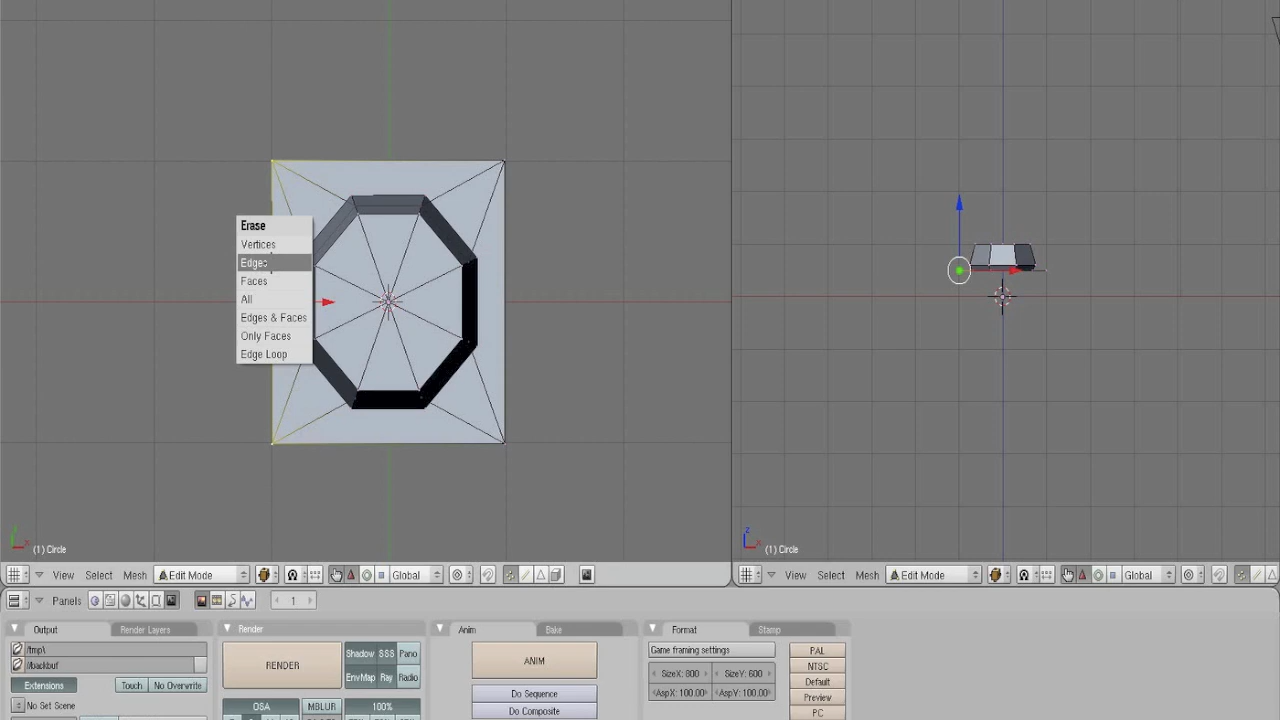 Erase
Vertices
Edges
Faces
All
Edges & Faces
Only Faces
Edge Loop
Y
X
(1) Circle
Z
X
(1) Circle
View Select Mesh Edit Mode Global
View Select Mesh Edit Mode Global
Panels 1
Output Render Layers
/tmp\
//backbuf
Extensions Touch No Overwrite
No Set Scene
Render
RENDER
Shadow SSS Pano
EnvMap Ray Radio
OSA MBLUR 100%
Anim Bake
ANIM
Do Sequence
Do Composite
Format Stamp
Game framing settings
SizeX: 800 SizeY: 600
AspX: 100.00 AspY: 100.00
PAL
NTSC
Default
Preview
PC